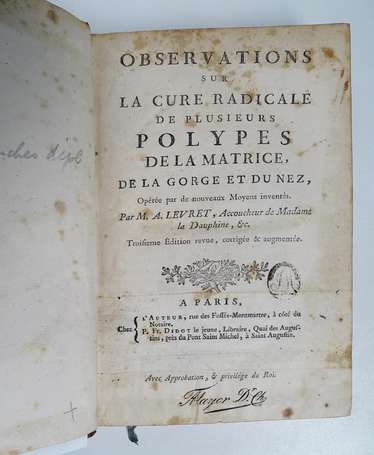 OBSERVATIONS
SUR
LA CURE RADICALE
DE PLUSIEURS
POLYPES
DE LA MATRICE,
DE LA GORGE ET DU NEZ,
Opérée par de nouveaux Moyens inventés.
Par M. A. LEVRET, Accoucheur de Madame
la Dauphine, &c.
Troisieme Édition revue, corrigée & augmentée.
A PARIS,
Chez
L'AUTEUR, rue des Fossés-Montmartre, à côté du
Notaire.
P. Fr. DIDOT le jeune, Libraire, Quai des Augus-
tins, près du Pont Saint Michel, à Saint Augustin.
Avec Approbation, & privilége du Roi.